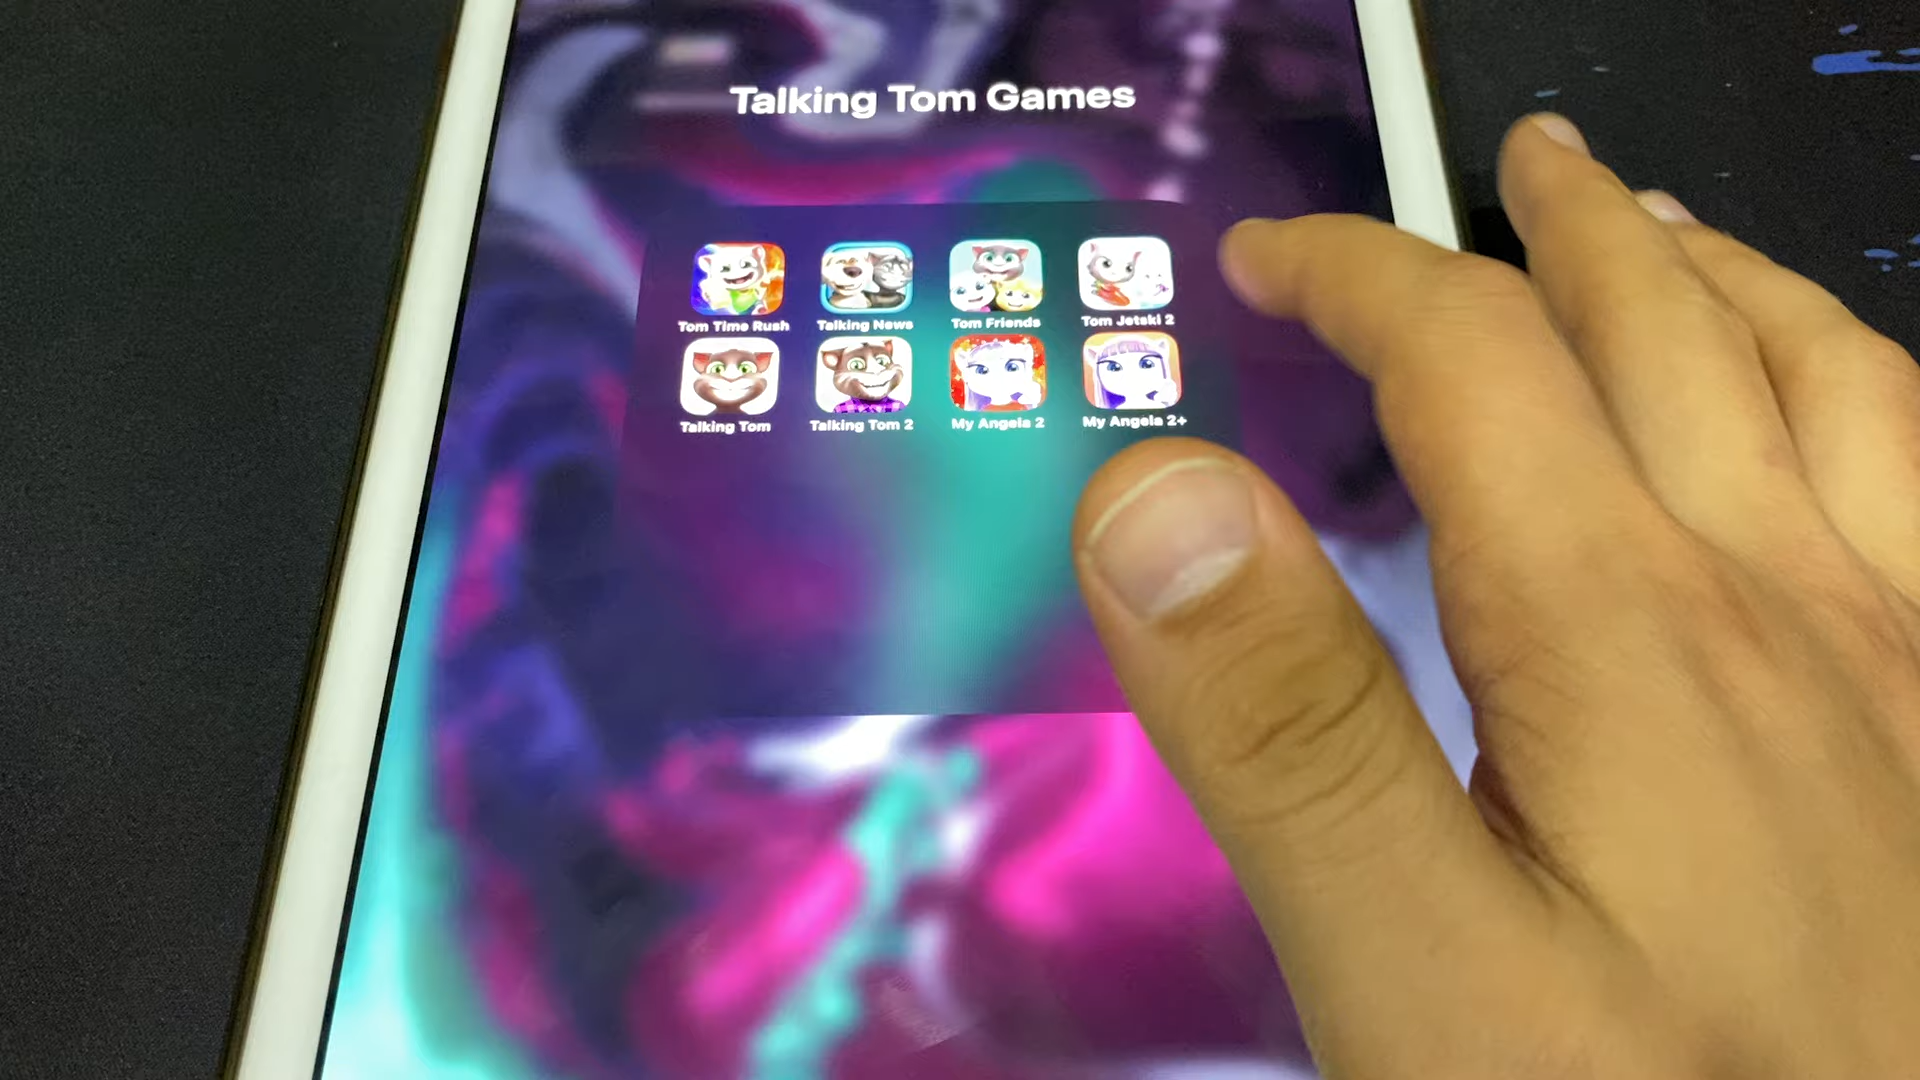 Talking Tom Games
Tom Time Rush
Talking News
Tom Friends
Tom Jetski 2
Talking Tom
Talking Tom 2
My Angela 2
My Angela 2+